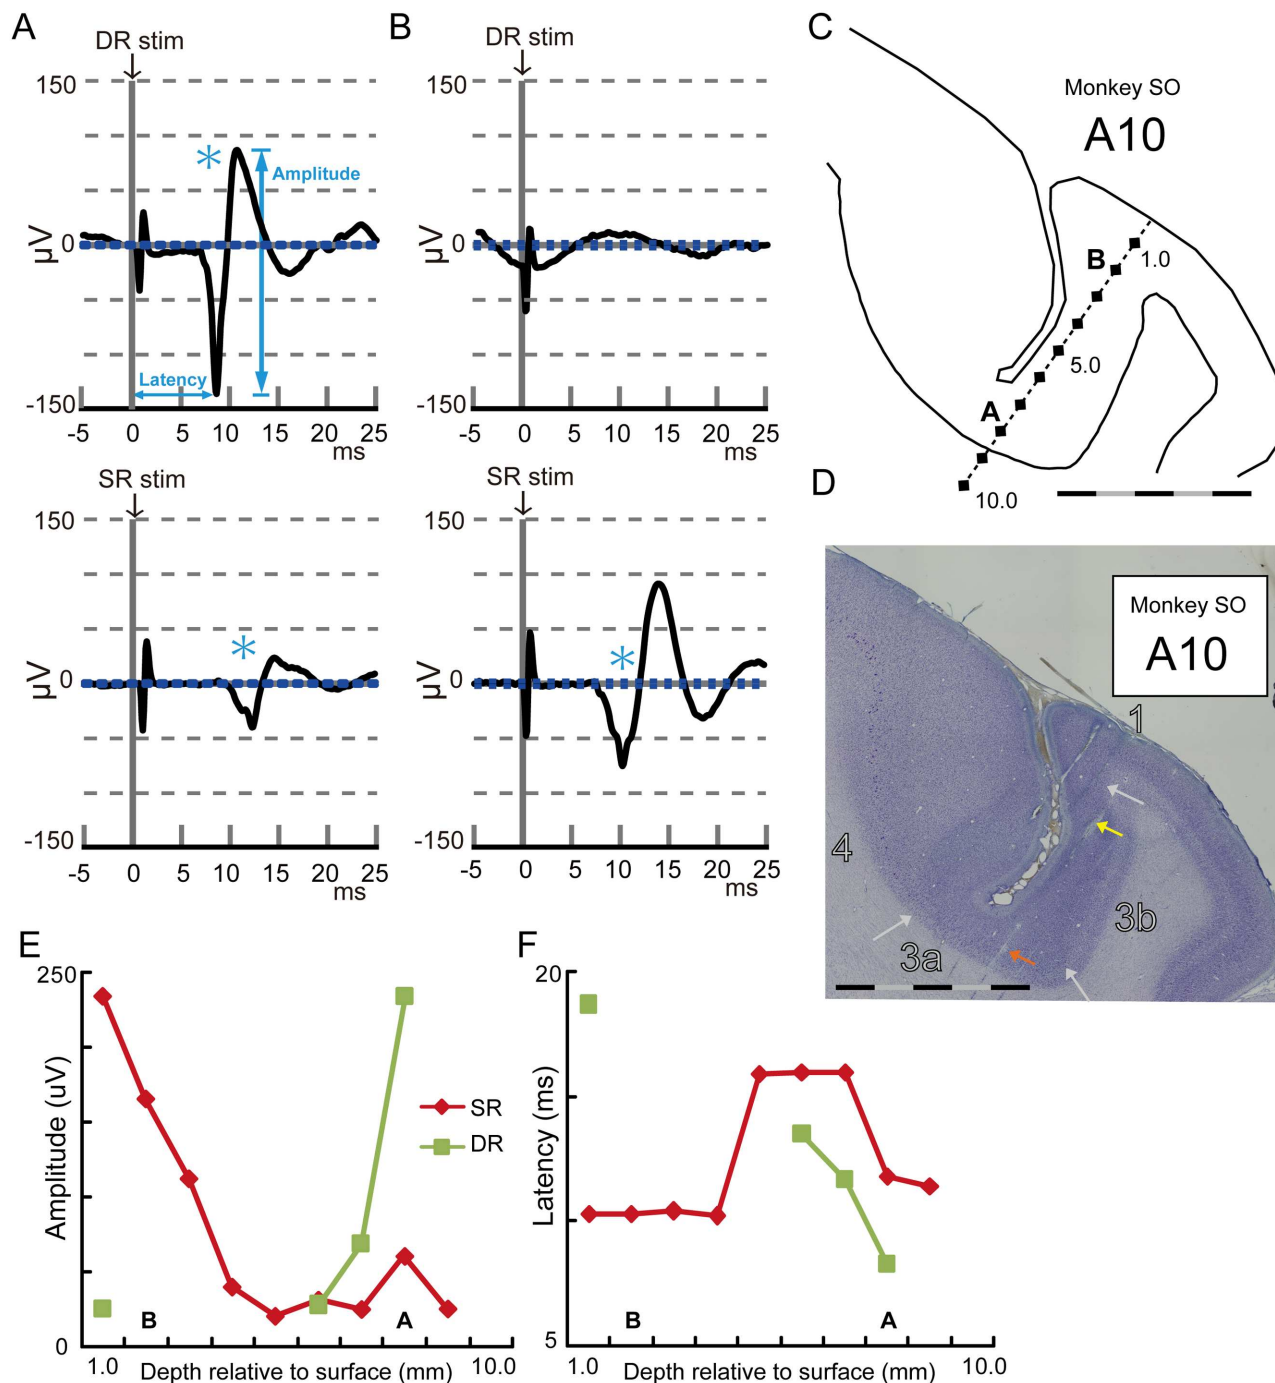 A
DR stim
150
µV
0
-150
*
Amplitude
Latency
-5 0 5 10 15 20 25
ms
SR stim
150
µV
0
-150
*
-5 0 5 10 15 20 25
ms
B
DR stim
150
µV
0
-150
-5 0 5 10 15 20 25
ms
SR stim
150
µV
0
-150
*
-5 0 5 10 15 20 25
ms
C
Monkey SO
A10
B
1.0
5.0
A
10.0
D
Monkey SO
A10
1
4
3b
3a
E
250
Amplitude (uV)
SR
DR
0
B
A
1.0
Depth relative to surface (mm)
10.0
F
20
Latency (ms)
5
B
A
1.0
Depth relative to surface (mm)
10.0